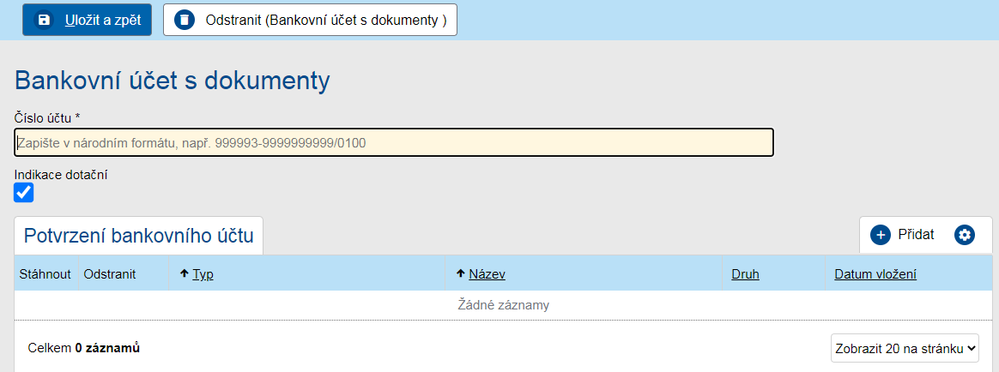 Uložit a zpět Odstranit (Bankovní účet s dokumenty )
Bankovní účet s dokumenty
Číslo účtu *
Zapište v národním formátu, např. 999993-9999999999/0100
Indikace dotační
Potvrzení bankovního účtu Přidat
Stáhnout Odstranit Typ Název Druh Datum vložení
Žádné záznamy
Celkem 0 záznamů Zobrazit 20 na stránku